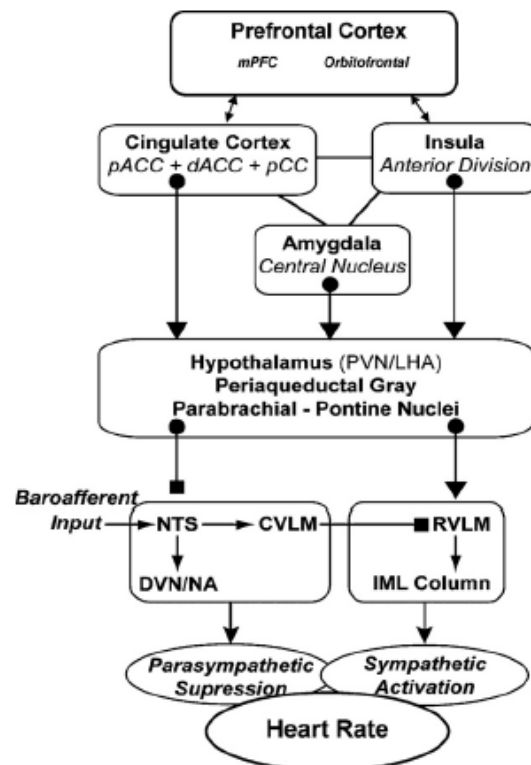 Prefrontal Cortex
mPFC Orbitofrontal
Cingulate Cortex
pACC + dACC + pCC
Insula
Anterior Division
Amygdala
Central Nucleus
Hypothalamus (PVN/LHA)
Periaqueductal Gray
Parabrachial - Pontine Nuclei
Baroafferent
Input
NTS CVLM
DVN/NA
RVLM
IML Column
Parasympathetic
Supression
Sympathetic
Activation
Heart Rate